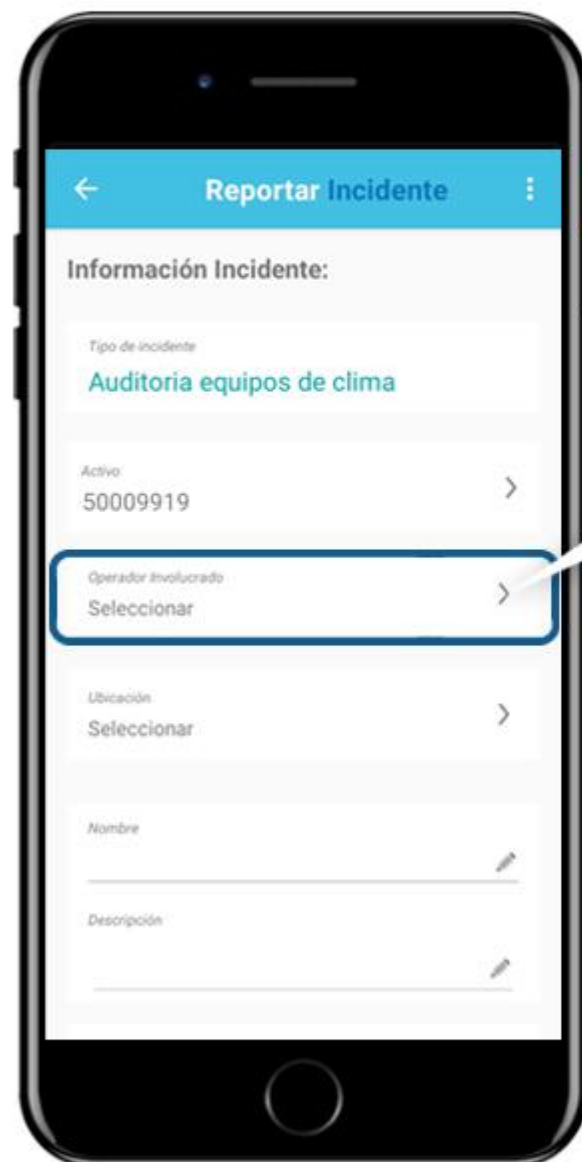 Reportar Incidente
Información Incidente:
Tipo de incidente
Auditoria equipos de clima
Activo
50009919
Operador Involucrado
Seleccionar
Ubicación
Seleccionar
Nombre
Descripción